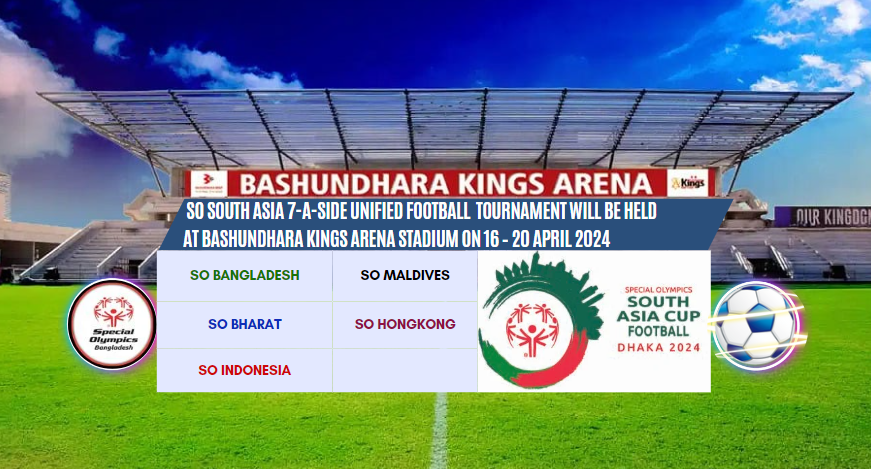 BASHUNDHARA KINGS ARENA
Kings
OUR KINGDOM
SO SOUTH ASIA 7-A-SIDE UNIFIED FOOTBALL TOURNAMENT WILL BE HELD
AT BASHUNDHARA KINGS ARENA STADIUM ON 16 – 20 APRIL 2024
SO BANGLADESH
SO MALDIVES
SO BHARAT
SO HONGKONG
SO INDONESIA
Special
Olympics
Bangladesh
SPECIAL OLYMPICS
SOUTH
ASIA CUP
FOOTBALL
DHAKA 2024